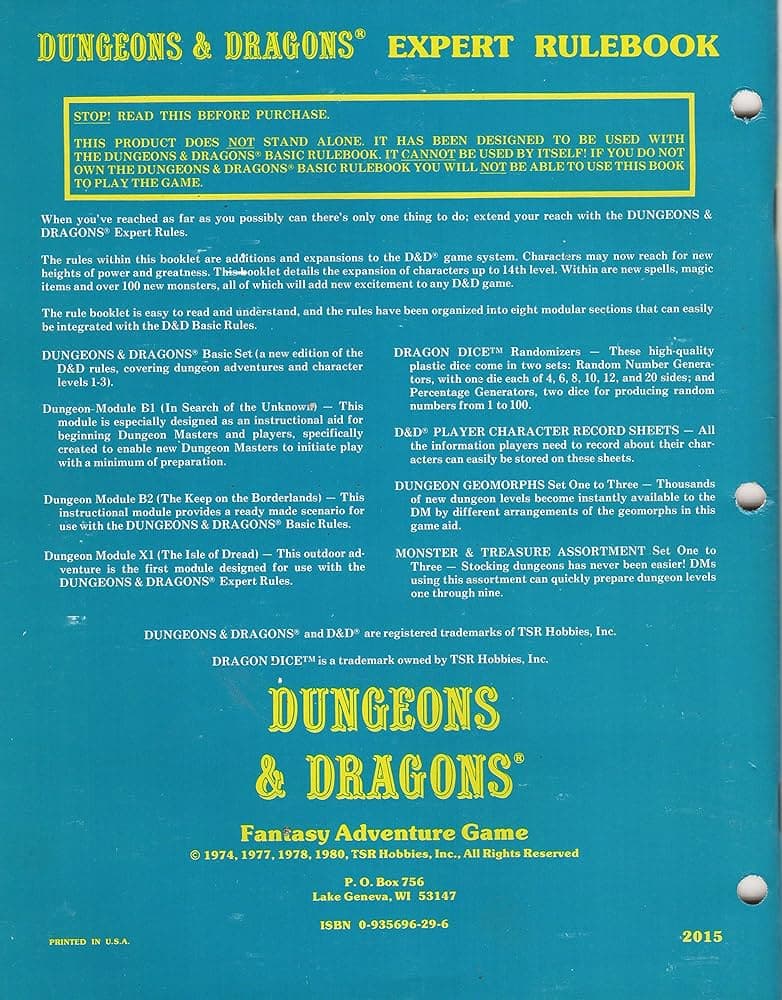 DUNGEONS & DRAGONS® EXPERT RULEBOOK
STOP! READ THIS BEFORE PURCHASE.
THIS PRODUCT DOES NOT STAND ALONE. IT HAS BEEN DESIGNED TO BE USED WITH
THE DUNGEONS & DRAGONS® BASIC RULEBOOK. IT CANNOT BE USED BY ITSELF! IF YOU DO NOT
OWN THE DUNGEONS & DRAGONS® BASIC RULEBOOK YOU WILL NOT BE ABLE TO USE THIS BOOK
TO PLAY THE GAME.
When you've reached as far as you possibly can there's only one thing to do; extend your reach with the DUNGEONS &
DRAGONS® Expert Rules.
The rules within this booklet are additions and expansions to the D&D® game system. Characters may now reach for new
heights of power and greatness. This booklet details the expansion of characters up to 14th level. Within are new spells, magic
items and over 100 new monsters, all of which will add new excitement to any D&D game.
The rule booklet is easy to read and understand, and the rules have been organized into eight modular sections that can easily
be integrated with the D&D Basic Rules.
DUNGEONS & DRAGONS® Basic Set (a new edition of the
D&D rules, covering dungeon adventures and character
levels 1-3).
Dungeon-Module B1 (In Search of the Unknown) — This
module is especially designed as an instructional aid for
beginning Dungeon Masters and players, specifically
created to enable new Dungeon Masters to initiate play
with a minimum of preparation.
Dungeon Module B2 (The Keep on the Borderlands) — This
instructional module provides a ready made scenario for
use with the DUNGEONS & DRAGONS® Basic Rules.
Dungeon Module X1 (The Isle of Dread) — This outdoor ad-
venture is the first module designed for use with the
DUNGEONS & DRAGONS® Expert Rules.
DRAGON DICE™ Randomizers — These high-quality
plastic dice come in two sets: Random Number Genera-
tors, with one die each of 4, 6, 8, 10, 12, and 20 sides; and
Percentage Generators, two dice for producing random
numbers from 1 to 100.
D&D® PLAYER CHARACTER RECORD SHEETS — All
the information players need to record about their char-
acters can easily be stored on these sheets.
DUNGEON GEOMORPHS Set One to Three — Thousands
of new dungeon levels become instantly available to the
DM by different arrangements of the geomorphs in this
game aid.
MONSTER & TREASURE ASSORTMENT Set One to
Three — Stocking dungeons has never been easier! DMs
using this assortment can quickly prepare dungeon levels
one through nine.
DUNGEONS & DRAGONS® and D&D® are registered trademarks of TSR Hobbies, Inc.
DRAGON DICE™ is a trademark owned by TSR Hobbies, Inc.
DUNGEONS
& DRAGONS®
Fantasy Adventure Game
© 1974, 1977, 1978, 1980, TSR Hobbies, Inc., All Rights Reserved
P. O. Box 756
Lake Geneva, WI 53147
ISBN 0-935696-29-6
PRINTED IN U.S.A.
2015